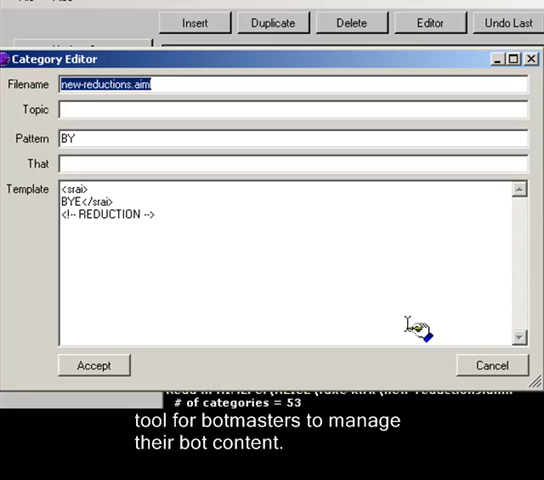 Insert Duplicate Delete Editor Undo Last
Category Editor
Filename new-reductions.aiml
Topic
Pattern BY
That
Template <srai>
BYE</srai>
<!-- REDUCTION -->
Accept Cancel
# of categories = 53
tool for botmasters to manage
their bot content.